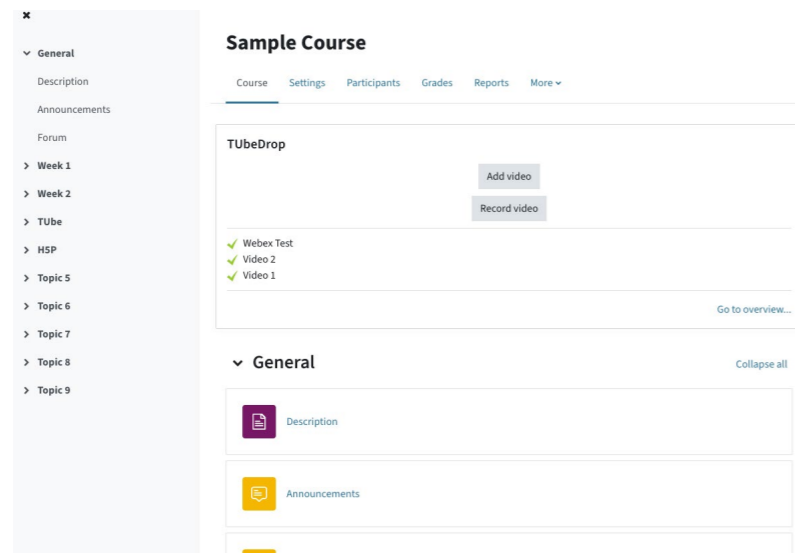 General
Description
Announcements
Forum
Week 1
Week 2
TUbe
H5P
Topic 5
Topic 6
Topic 7
Topic 8
Topic 9
Sample Course
Course Settings Participants Grades Reports More
TUbeDrop
Add video
Record video
Webex Test
Video 2
Video 1
Go to overview...
General
Collapse all
Description
Announcements